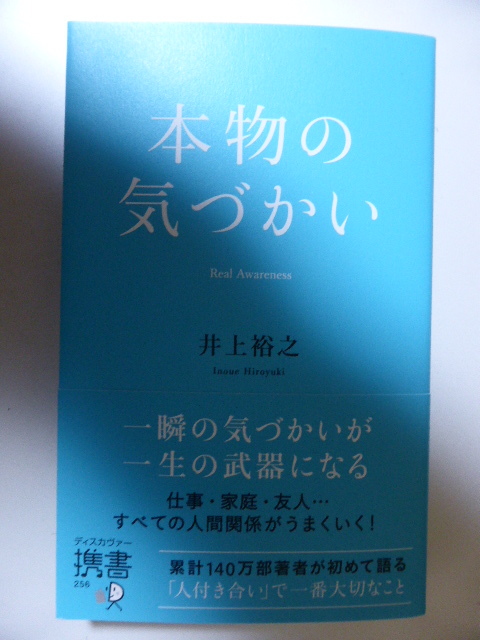 本物の
気づかい
Real Awareness
井上裕之
Inoue Hiroyuki
一瞬の気づかいが
一生の武器になる
仕事・家庭・友人…
すべての人間関係がうまくいく!
ディスカヴァー
携書
256
累計140万部著者が初めて語る
「人付き合い」で一番大切なこと